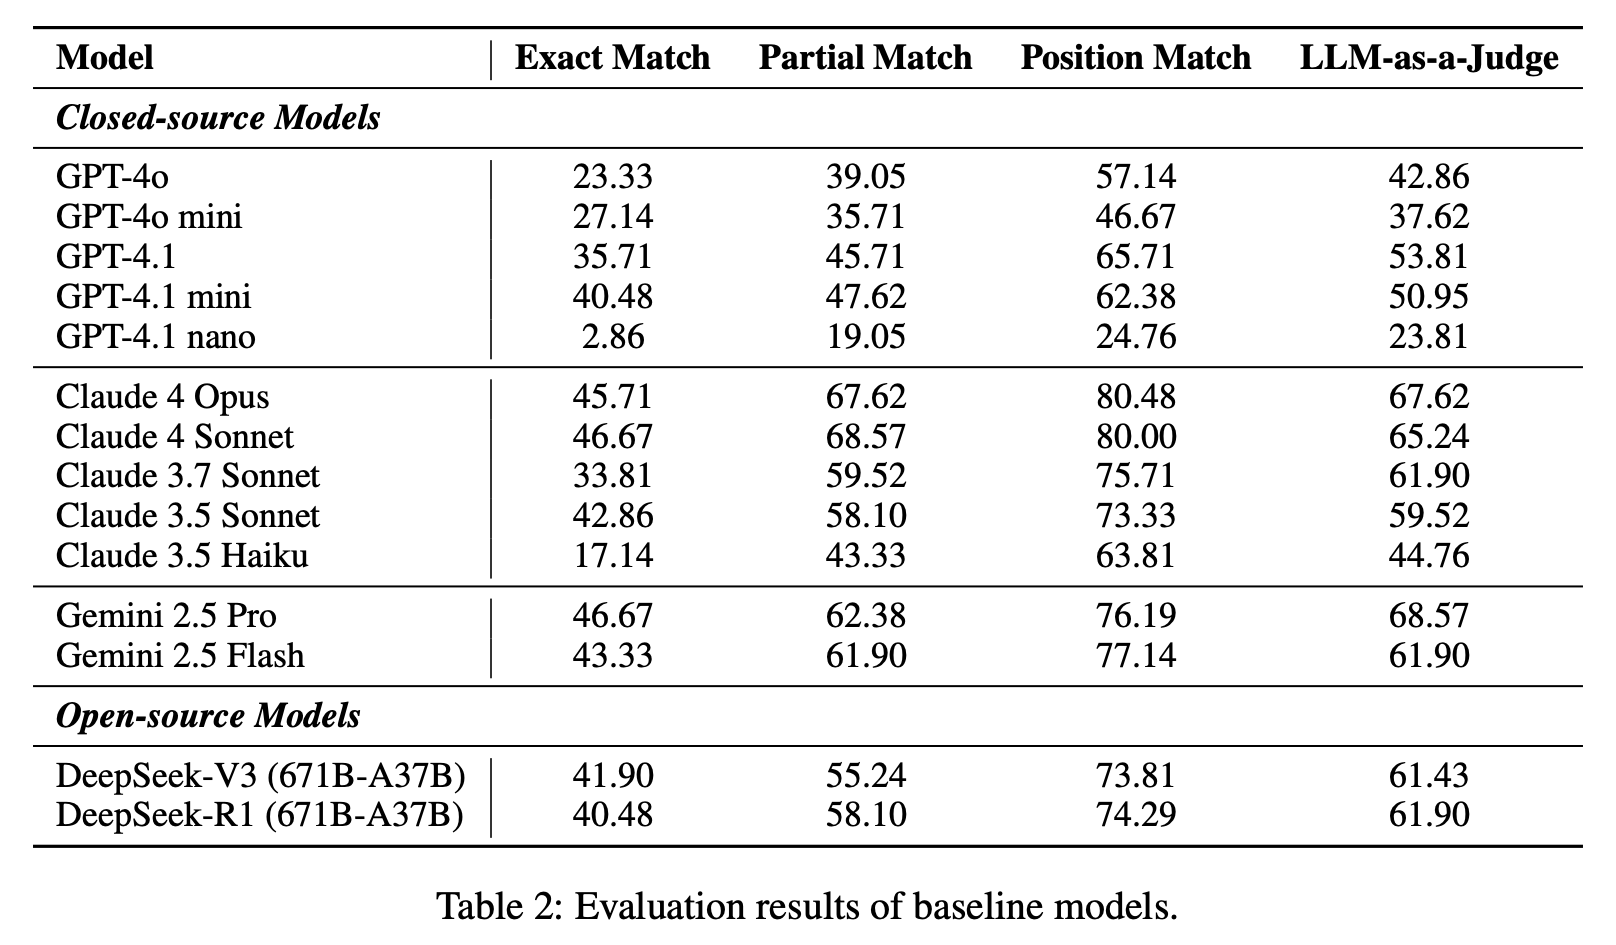 Model Exact Match Partial Match Position Match LLM-as-a-Judge
Closed-source Models
GPT-4o 23.33 39.05 57.14 42.86
GPT-4o mini 27.14 35.71 46.67 37.62
GPT-4.1 35.71 45.71 65.71 53.81
GPT-4.1 mini 40.48 47.62 62.38 50.95
GPT-4.1 nano 2.86 19.05 24.76 23.81
Claude 4 Opus 45.71 67.62 80.48 67.62
Claude 4 Sonnet 46.67 68.57 80.00 65.24
Claude 3.7 Sonnet 33.81 59.52 75.71 61.90
Claude 3.5 Sonnet 42.86 58.10 73.33 59.52
Claude 3.5 Haiku 17.14 43.33 63.81 44.76
Gemini 2.5 Pro 46.67 62.38 76.19 68.57
Gemini 2.5 Flash 43.33 61.90 77.14 61.90
Open-source Models
DeepSeek-V3 (671B-A37B) 41.90 55.24 73.81 61.43
DeepSeek-R1 (671B-A37B) 40.48 58.10 74.29 61.90
Table 2: Evaluation results of baseline models.